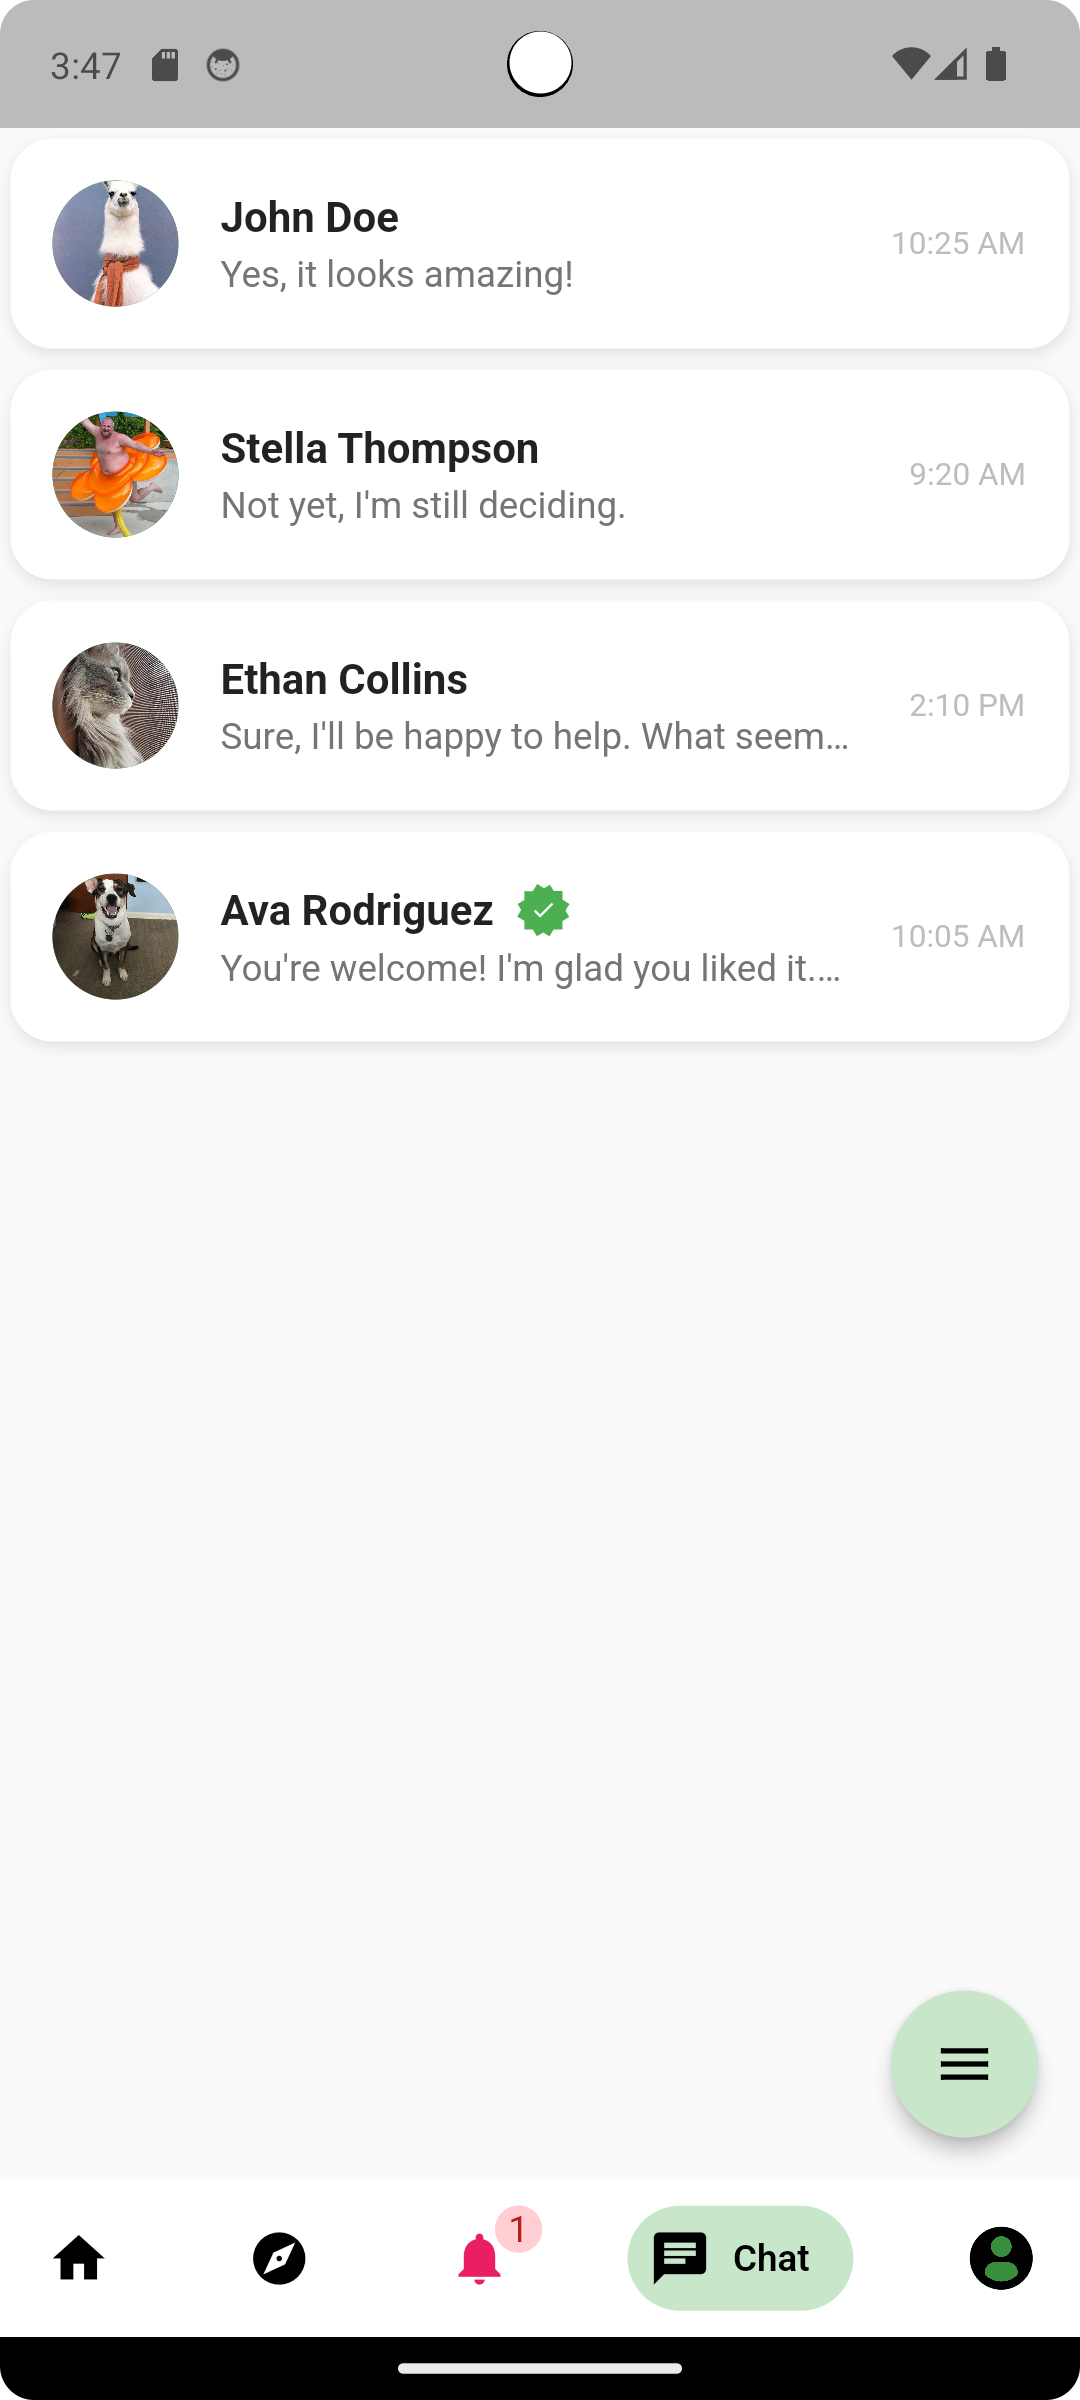 3:47
John Doe
Yes, it looks amazing!
10:25 AM
Stella Thompson
Not yet, I'm still deciding.
9:20 AM
Ethan Collins
Sure, I'll be happy to help. What seem...
2:10 PM
Ava Rodriguez
You're welcome! I'm glad you liked it....
10:05 AM
1
Chat